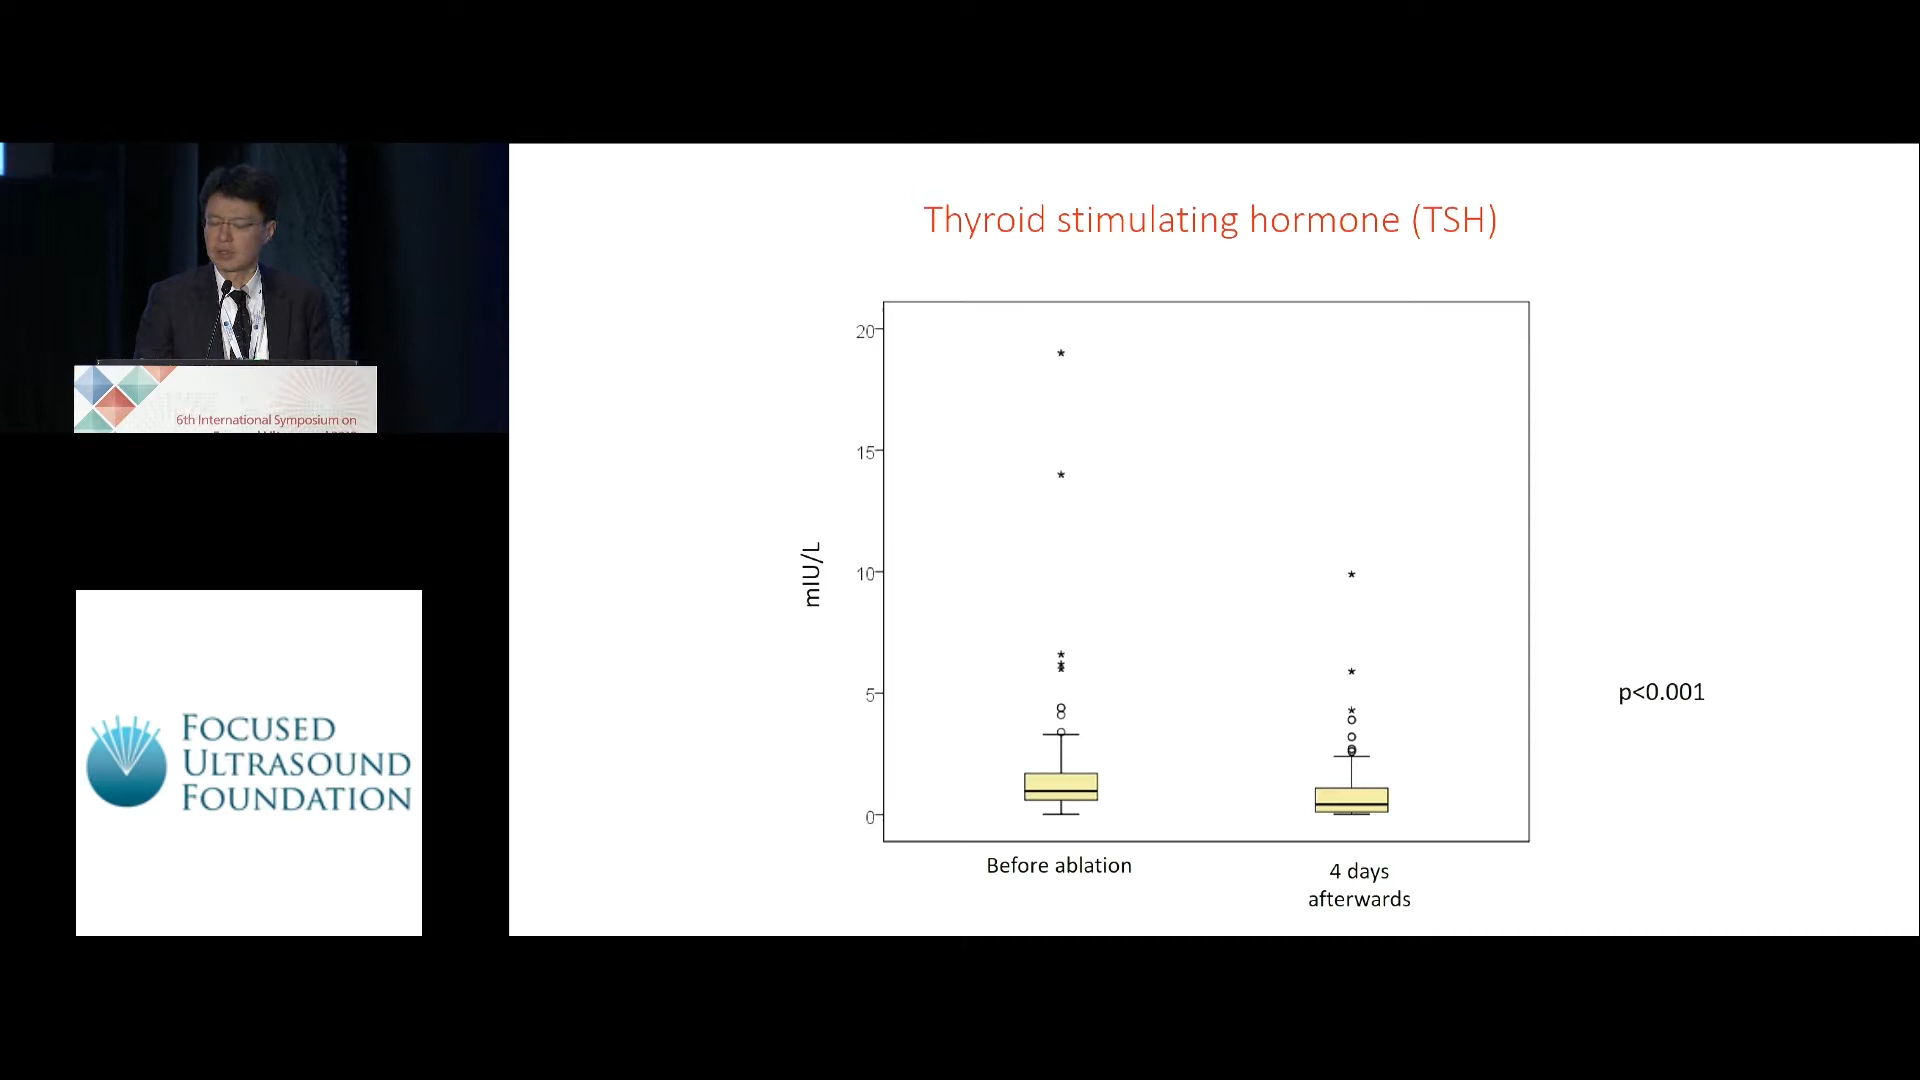 Thyroid stimulating hormone (TSH)
20
15
10
5
0
mIU/L
Before ablation
4 days
afterwards
p<0.001
6th International Symposium on
FOCUSED
ULTRASOUND
FOUNDATION